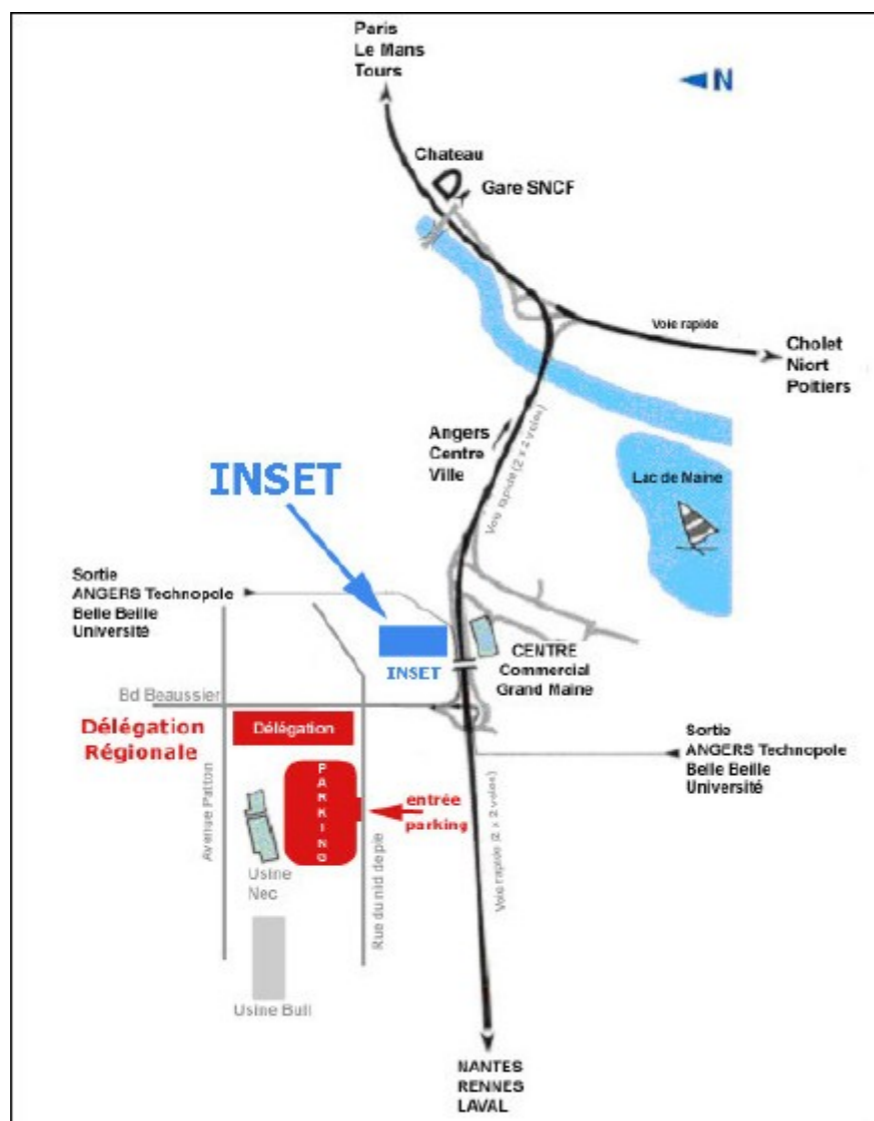 Paris
Le Mans
Tours
N
Chateau
Gare SNCF
Voie rapide
Cholet
Niort
Poitiers
Angers
Centre
Ville
Voie rapide (2 x 2 voies)
Lac de Maine
INSET
Sortie
ANGERS Technopole
Belle Beille
Université
INSET
CENTRE
Commercial
Grand Maine
Bd Beaussier
Délégation
Régionale
Délégation
Sortie
ANGERS Technopole
Belle Beille
Université
PARKING
entrée
parking
Avenue Patton
Rue du nid de pie
Voie rapide (2 x 2 voies)
Usine
Nec
Usine Bull
NANTES
RENNES
LAVAL